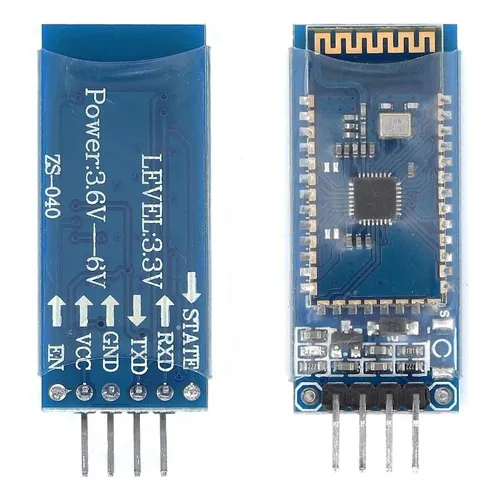 LEVEL:3.3V
Power:3.6V—6V
ZS-040
STATE
RXD
TXD
GND
VCC
EN